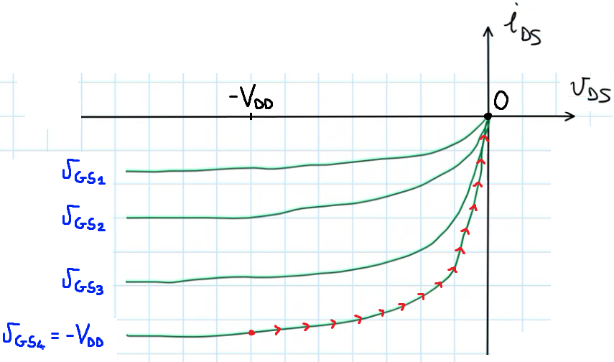 i_DS
-V_DD
0
v_DS
v_GS1
v_GS2
v_GS3
v_GS4 = -V_DD